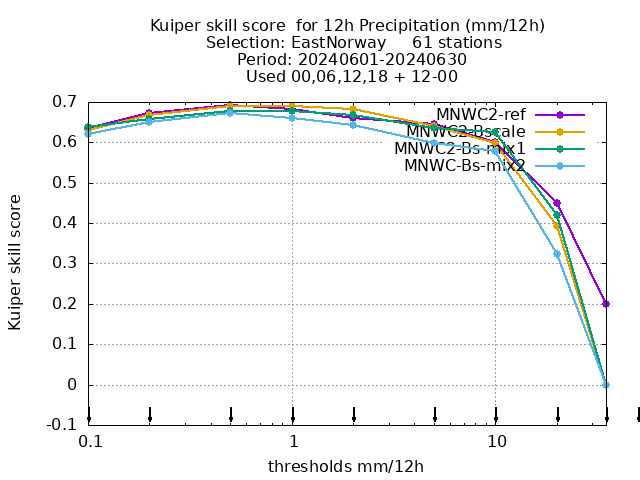 Kuiper skill score  for 12h Precipitation (mm/12h)
Selection: EastNorway     61 stations
Period: 20240601-20240630
Used 00,06,12,18 + 12-00
MNWC2-ref
MNWC2-Bscale
MNWC2-Bs-mix1
MNWC-Bs-mix2
0.7
0.6
0.5
0.4
0.3
0.2
0.1
0
-0.1
Kuiper skill score
0.1 1 10
thresholds mm/12h